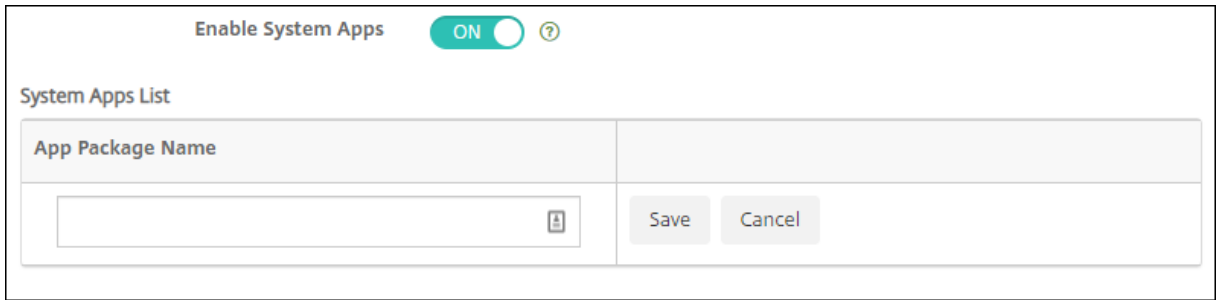 Enable System Apps ON ?
System Apps List
App Package Name
Save Cancel